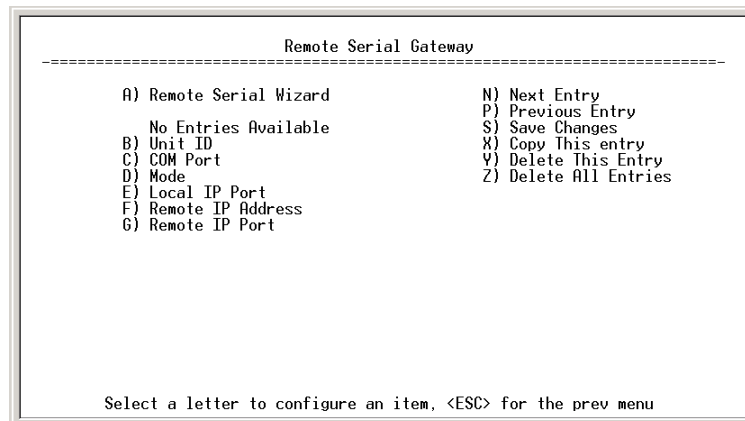 Remote Serial Gateway
-==========================================================================-
A) Remote Serial Wizard N) Next Entry
P) Previous Entry
No Entries Available S) Save Changes
B) Unit ID X) Copy This entry
C) COM Port Y) Delete This Entry
D) Mode Z) Delete All Entries
E) Local IP Port
F) Remote IP Address
G) Remote IP Port
Select a letter to configure an item, <ESC> for the prev menu